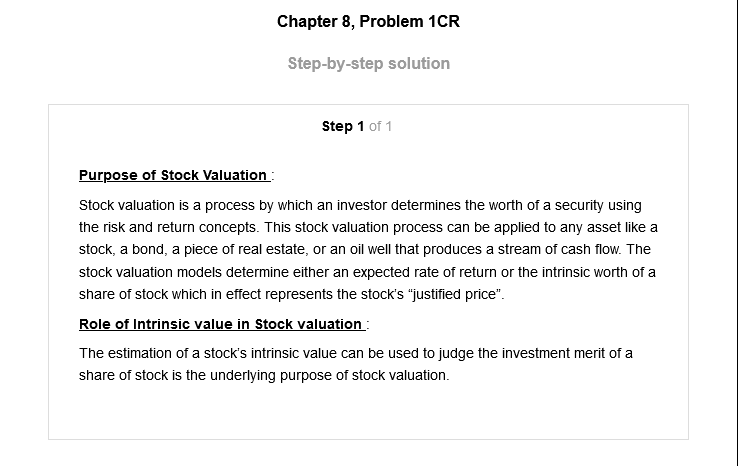 Chapter 8, Problem 1CR
Step-by-step solution
Step 1 of 1
Purpose of Stock Valuation :
Stock valuation is a process by which an investor determines the worth of a security using
the risk and return concepts. This stock valuation process can be applied to any asset like a
stock, a bond, a piece of real estate, or an oil well that produces a stream of cash flow. The
stock valuation models determine either an expected rate of return or the intrinsic worth of a
share of stock which in effect represents the stock’s “justified price”.
Role of Intrinsic value in Stock valuation :
The estimation of a stock’s intrinsic value can be used to judge the investment merit of a
share of stock is the underlying purpose of stock valuation.